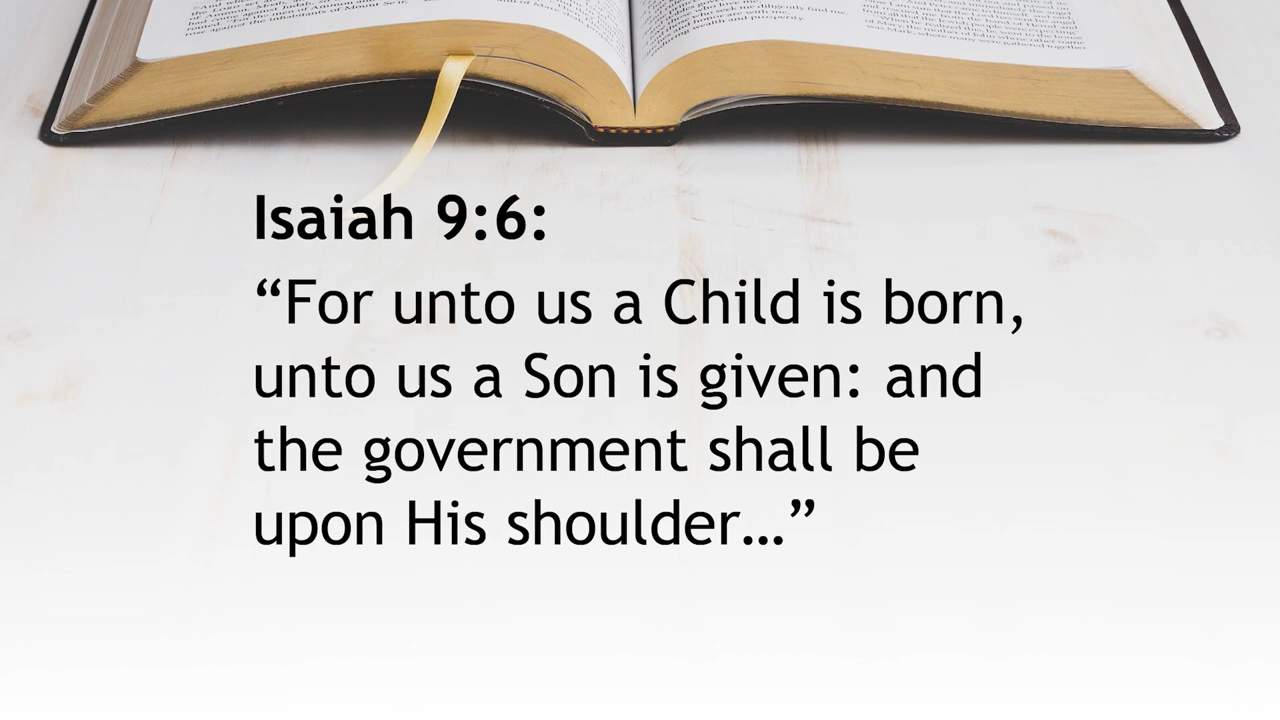 Isaiah 9:6:
“For unto us a Child is born,
unto us a Son is given: and
the government shall be
upon His shoulder…”